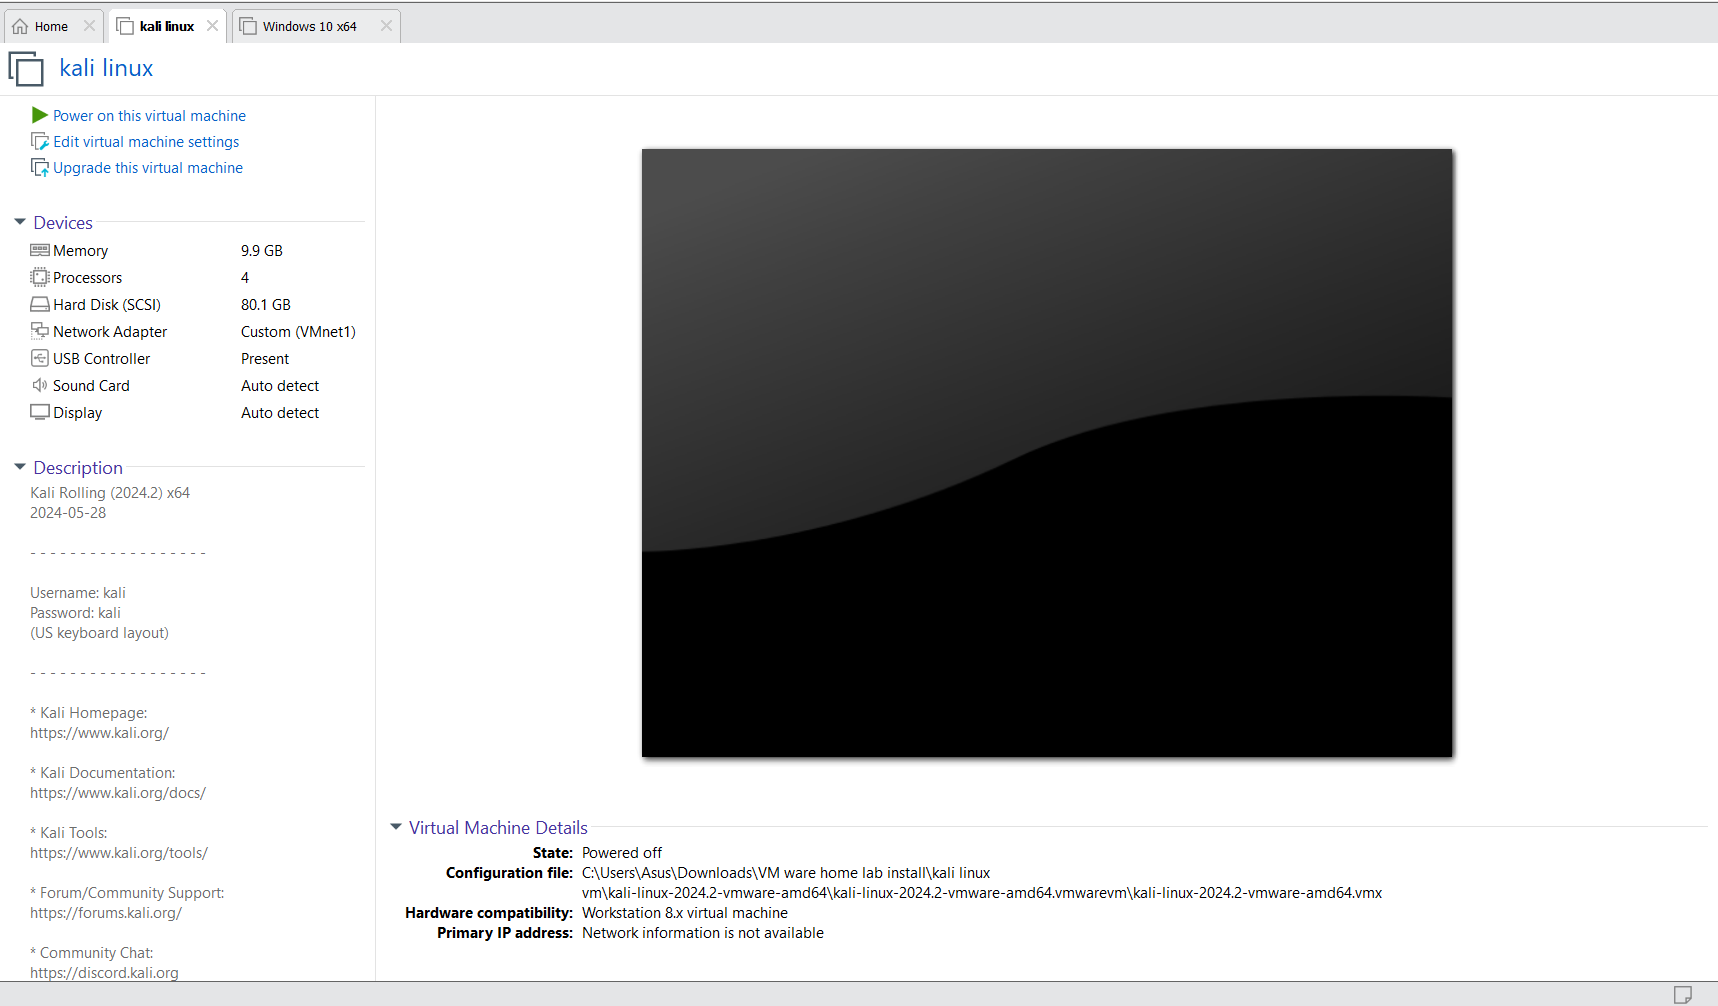 Home
kali linux
Windows 10 x64
kali linux
Power on this virtual machine
Edit virtual machine settings
Upgrade this virtual machine
Devices
Memory 9.9 GB
Processors 4
Hard Disk (SCSI) 80.1 GB
Network Adapter Custom (VMnet1)
USB Controller Present
Sound Card Auto detect
Display Auto detect
Description
Kali Rolling (2024.2) x64
2024-05-28
- - - - - - - - - - - - - - - - - -
Username: kali
Password: kali
(US keyboard layout)
- - - - - - - - - - - - - - - - - -
* Kali Homepage:
https://www.kali.org/
* Kali Documentation:
https://www.kali.org/docs/
* Kali Tools:
https://www.kali.org/tools/
* Forum/Community Support:
https://forums.kali.org/
* Community Chat:
https://discord.kali.org
Virtual Machine Details
State: Powered off
Configuration file: C:\Users\Asus\Downloads\VM ware home lab install\kali linux
vm\kali-linux-2024.2-vmware-amd64\kali-linux-2024.2-vmware-amd64.vmwarevm\kali-linux-2024.2-vmware-amd64.vmx
Hardware compatibility: Workstation 8.x virtual machine
Primary IP address: Network information is not available